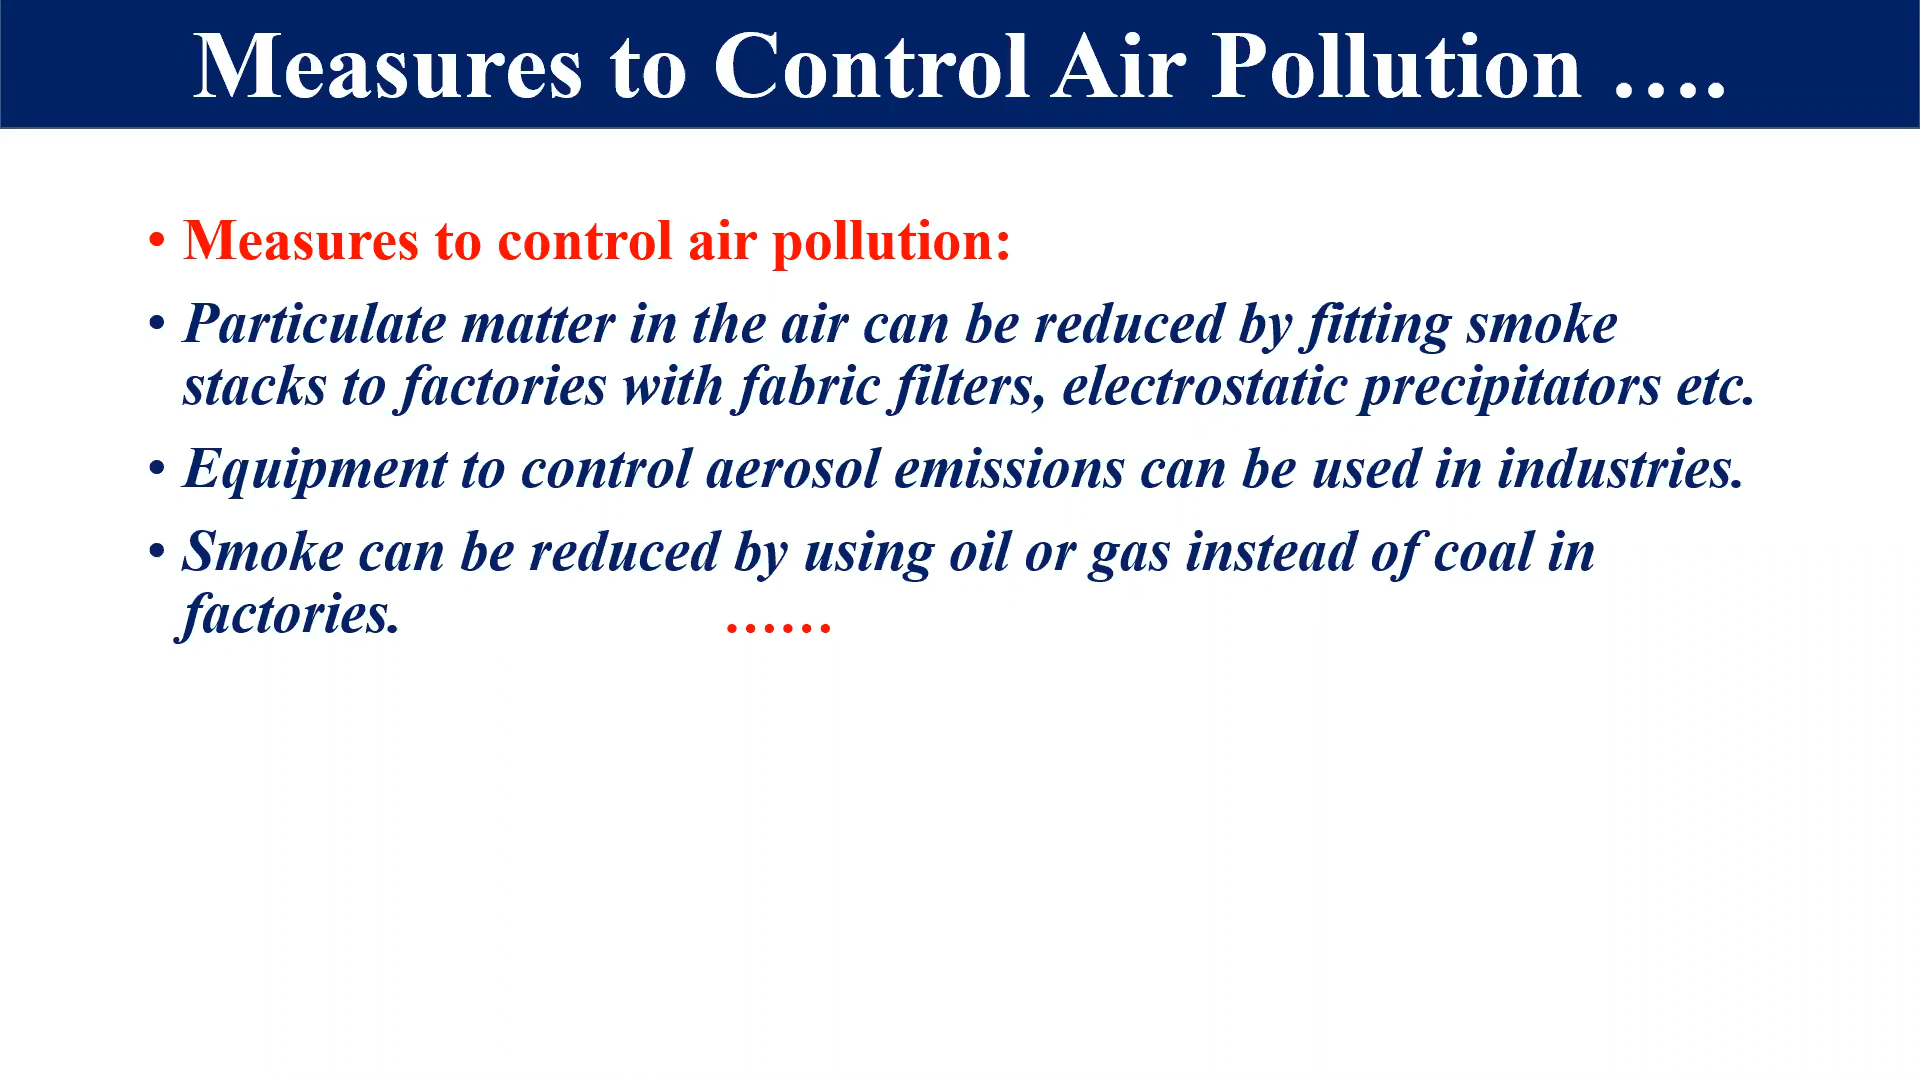 Measures to Control Air Pollution ….
• Measures to control air pollution:
• Particulate matter in the air can be reduced by fitting smoke
stacks to factories with fabric filters, electrostatic precipitators etc.
• Equipment to control aerosol emissions can be used in industries.
• Smoke can be reduced by using oil or gas instead of coal in
factories. ……